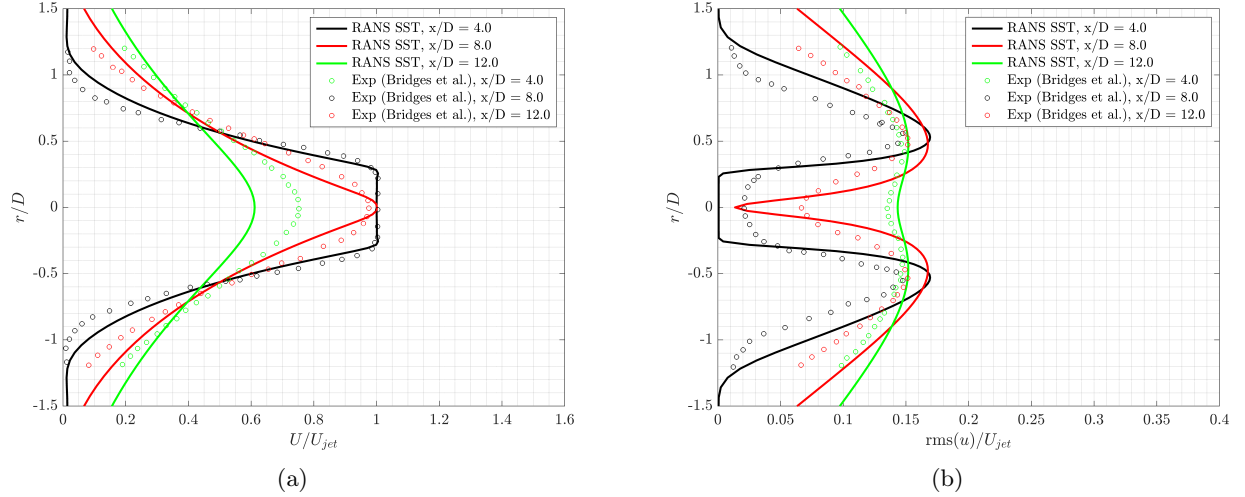 1.5
1
0.5
0
-0.5
-1
-1.5
r/D
0
0.2
0.4
0.6
0.8
1
1.2
1.4
1.6
U/U_jet
RANS SST, x/D = 4.0
RANS SST, x/D = 8.0
RANS SST, x/D = 12.0
Exp (Bridges et al.), x/D = 4.0
Exp (Bridges et al.), x/D = 8.0
Exp (Bridges et al.), x/D = 12.0
(a)
1.5
1
0.5
0
-0.5
-1
-1.5
r/D
0
0.05
0.1
0.15
0.2
0.25
0.3
0.35
0.4
rms(u)/U_jet
RANS SST, x/D = 4.0
RANS SST, x/D = 8.0
RANS SST, x/D = 12.0
Exp (Bridges et al.), x/D = 4.0
Exp (Bridges et al.), x/D = 8.0
Exp (Bridges et al.), x/D = 12.0
(b)